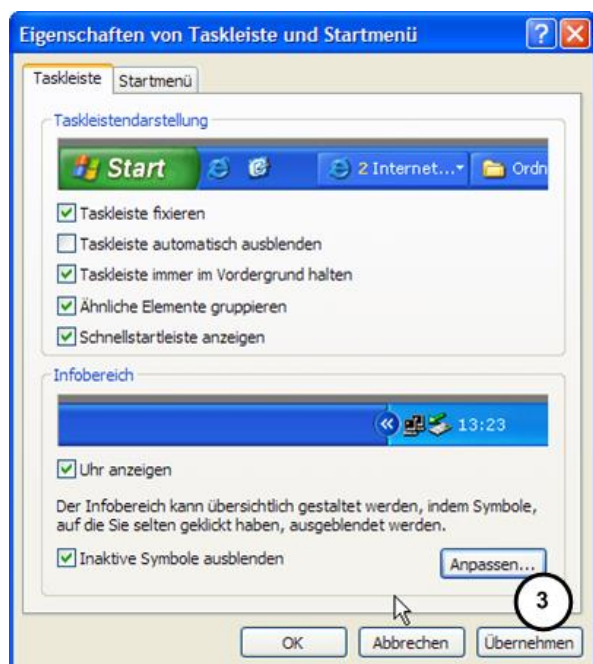 Eigenschaften von Taskleiste und Startmenü
Taskleiste
Startmenü
Taskleistendarstellung
Start
2 Internet...
Ordn
Taskleiste fixieren
Taskleiste automatisch ausblenden
Taskleiste immer im Vordergrund halten
Ähnliche Elemente gruppieren
Schnellstartleiste anzeigen
Infobereich
13:23
Uhr anzeigen
Der Infobereich kann übersichtlich gestaltet werden, indem Symbole,
auf die Sie selten geklickt haben, ausgeblendet werden.
Inaktive Symbole ausblenden
Anpassen...
3
OK
Abbrechen
Übernehmen